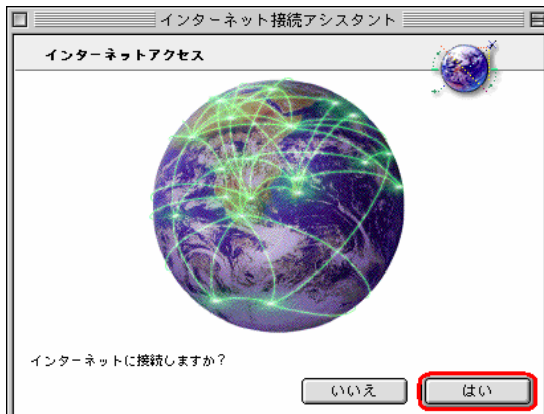 インターネット接続アシスタント
インターネットアクセス
インターネットに接続しますか？
いいえ
はい